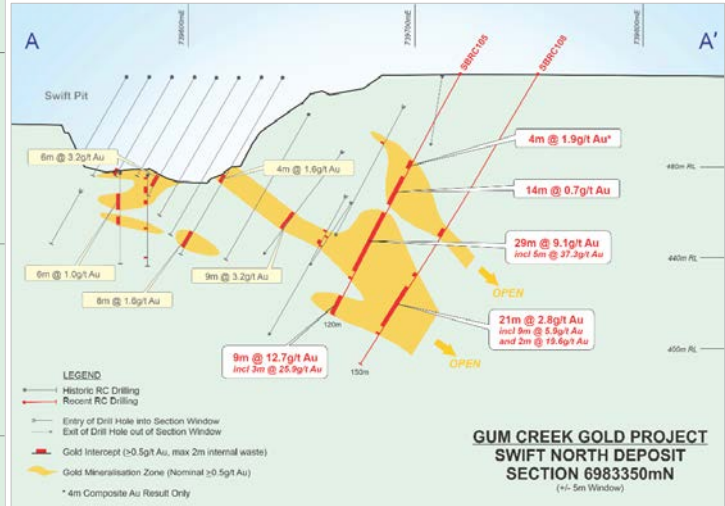 A
739600mE
739700mE
739800mE
A'
SBRC105
SBRC108
Swift Pit
6m @ 3.2g/t Au
4m @ 1.6g/t Au
4m @ 1.9g/t Au*
480m RL
14m @ 0.7g/t Au
29m @ 9.1g/t Au
incl 5m @ 37.3g/t Au
440m RL
6m @ 1.0g/t Au
8m @ 1.6g/t Au
9m @ 3.2g/t Au
OPEN
21m @ 2.8g/t Au
incl 9m @ 5.9g/t Au
and 2m @ 19.6g/t Au
120m
9m @ 12.7g/t Au
incl 3m @ 25.9g/t Au
150m
OPEN
400m RL
LEGEND
Historic RC Drilling
Recent RC Drilling
Entry of Drill Hole into Section Window
Exit of Drill Hole out of Section Window
Gold Intercept (>0.5g/t Au, max 2m internal waste)
Gold Mineralisation Zone (Nominal ≥0.5g/t Au)
* 4m Composite Au Result Only
GUM CREEK GOLD PROJECT
SWIFT NORTH DEPOSIT
SECTION 6983350mN
(+/- 5m Window)